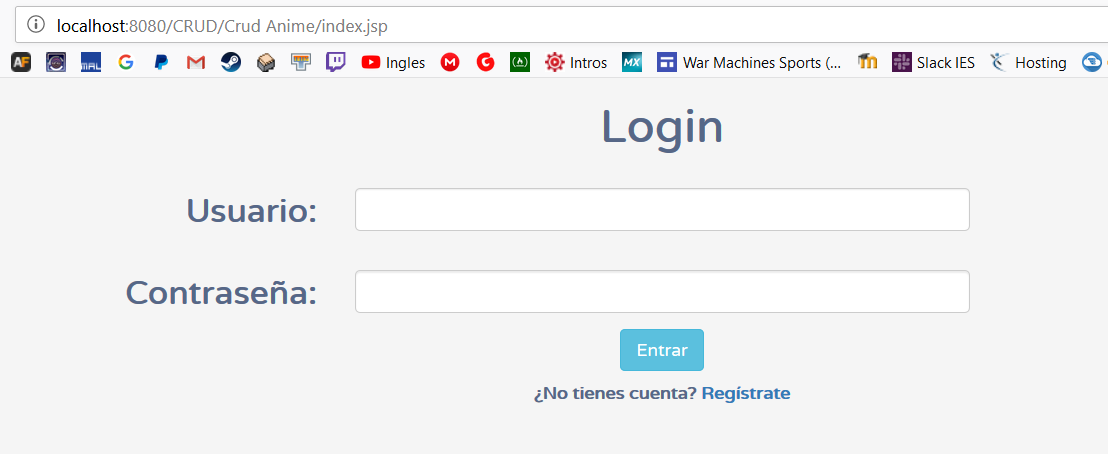 localhost:8080/CRUD/Crud Anime/index.jsp
AF MAL G Ingles M G Intros MX War Machines Sports (... Slack IES Hosting
Login
Usuario:
Contraseña:
Entrar
¿No tienes cuenta? Regístrate